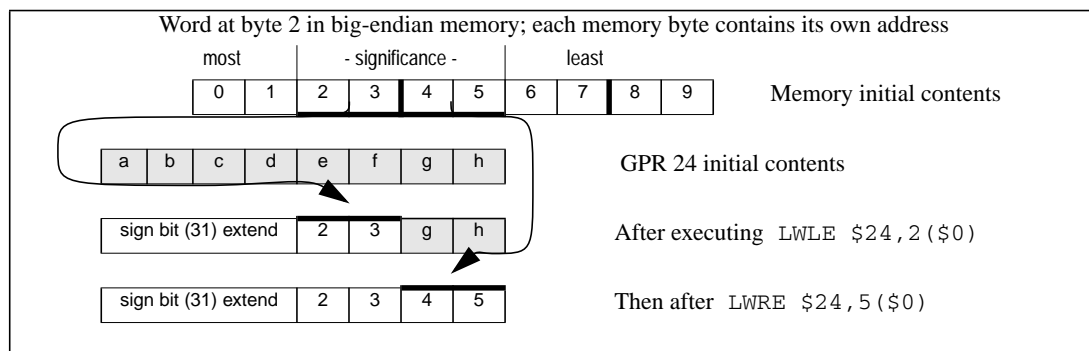 Word at byte 2 in big-endian memory; each memory byte contains its own address
most - significance - least
0 1 2 3 4 5 6 7 8 9 Memory initial contents
a b c d e f g h GPR 24 initial contents
sign bit (31) extend 2 3 g h After executing LWLE $24,2($0)
sign bit (31) extend 2 3 4 5 Then after LWRE $24,5($0)